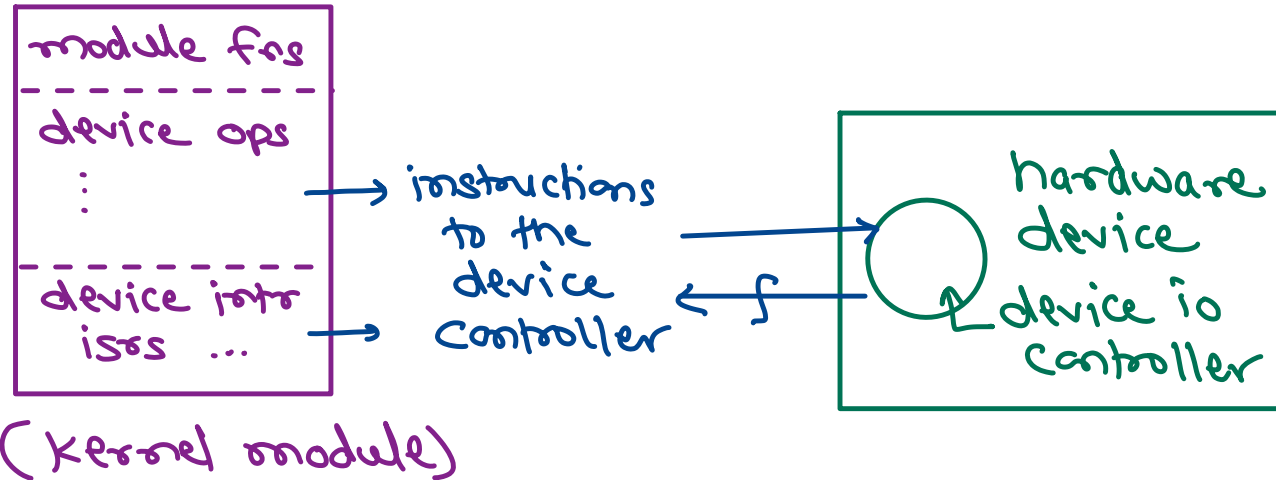 module fns
device ops
⋮
device intr
isrs ...
(kernel module)
instructions
to the
device
controller
hardware
device
device io
controller